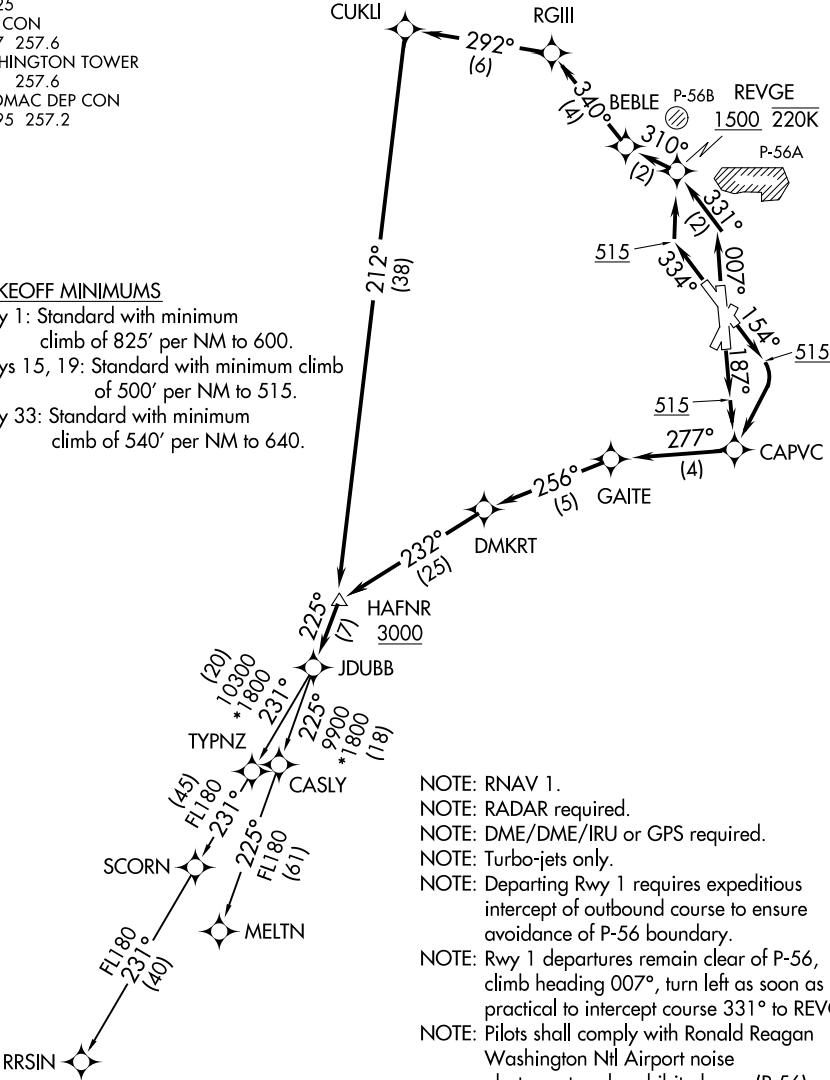 25
CON
7 257.6
HINGTON TOWER
257.6
OMAC DEP CON
95 257.2
CUKLI
RGIII
292°
(6)
340°
(4)
BEBLE
P-56B
REVGE
1500 220K
310°
(2)
P-56A
331°
(2)
515
334°
007°
154°
515
187°
515
212°
(38)
KEOFF MINIMUMS
y 1: Standard with minimum
climb of 825' per NM to 600.
ys 15, 19: Standard with minimum climb
of 500' per NM to 515.
y 33: Standard with minimum
climb of 540' per NM to 640.
277°
(4)
CAPVC
GAITE
256°
(5)
DMKRT
232°
(25)
HAFNR
3000
225°
(7)
JDUBB
(20)
10300
*1800
231°
225°
9900
*1800
(18)
TYPNZ
CASLY
(45)
FL180
231°
225°
FL180
(61)
SCORN
MELTN
FL180
231°
(40)
RRSIN
NOTE: RNAV 1.
NOTE: RADAR required.
NOTE: DME/DME/IRU or GPS required.
NOTE: Turbo-jets only.
NOTE: Departing Rwy 1 requires expeditious
intercept of outbound course to ensure
avoidance of P-56 boundary.
NOTE: Rwy 1 departures remain clear of P-56,
climb heading 007°, turn left as soon as
practical to intercept course 331° to REV
NOTE: Pilots shall comply with Ronald Reagan
Washington Ntl Airport noise